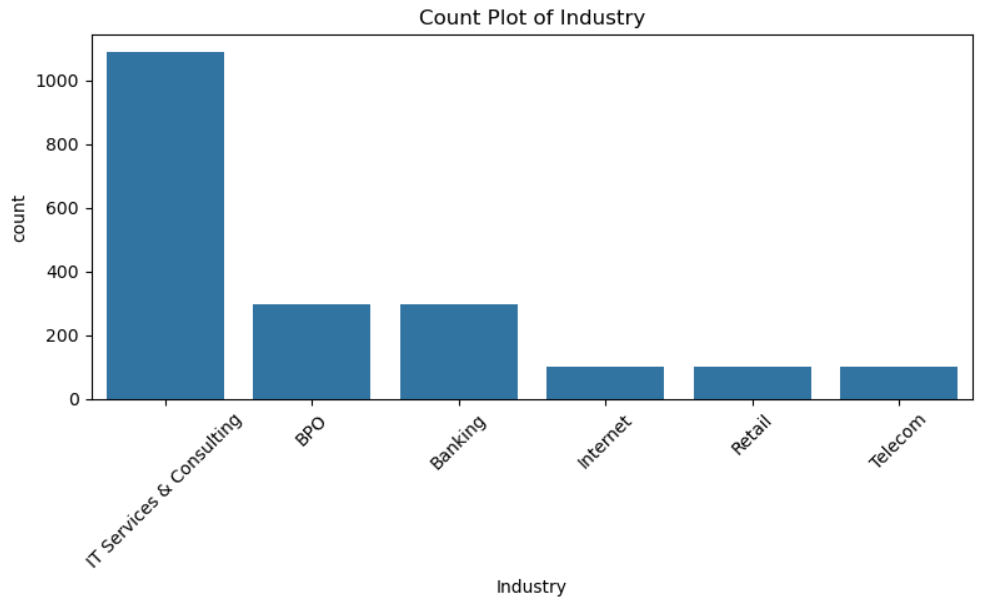 Count Plot of Industry
1000
800
600
400
200
0
count
IT Services & Consulting
BPO
Banking
Internet
Retail
Telecom
Industry